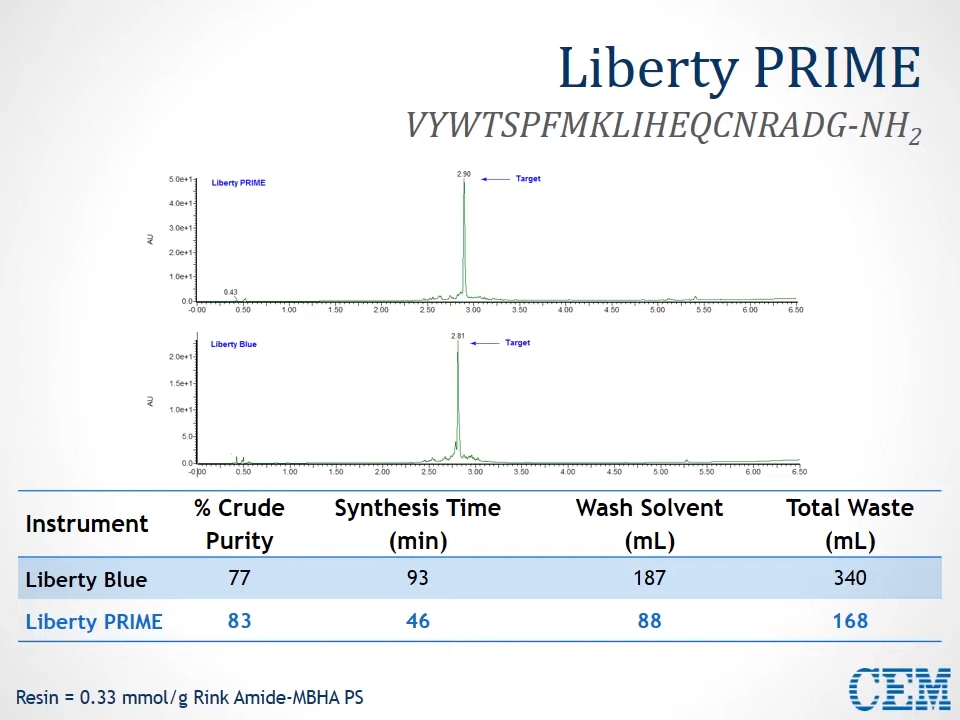 Liberty PRIME
VYWTSPFMKLIHEQCNRADG-NH2
2.90
5.0e+1
Liberty PRIME
Target
4.0e+1
3.0e+1
AU
2.0e+1
1.0e+1
0.43
0.0
-0.00 0.50 1.00 1.50 2.00 2.50 3.00 3.50 4.00 4.50 5.00 5.50 6.00 6.50
2.81
Liberty Blue
Target
2.0e+1
1.5e+1
AU
1.0e+1
5.0
0.0
-0.00 0.50 1.00 1.50 2.00 2.50 3.00 3.50 4.00 4.50 5.00 5.50 6.00 6.50
Instrument % Crude Purity Synthesis Time (min) Wash Solvent (mL) Total Waste (mL)
Liberty Blue 77 93 187 340
Liberty PRIME 83 46 88 168
Resin = 0.33 mmol/g Rink Amide-MBHA PS
CEM